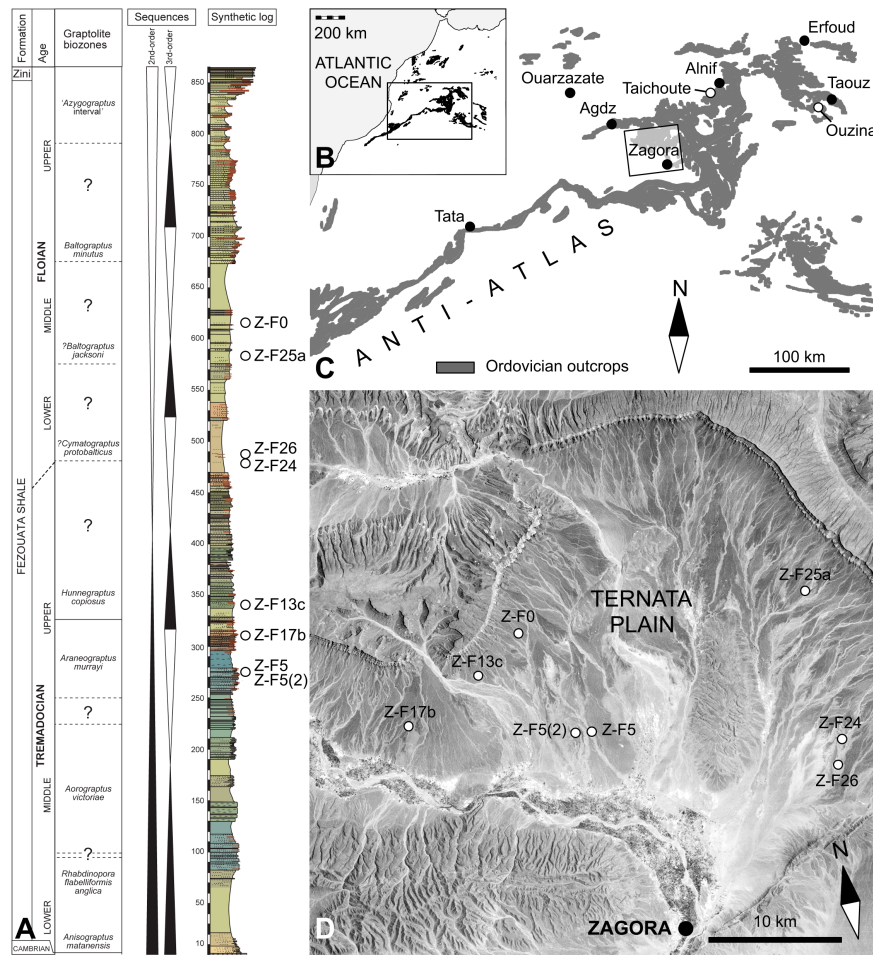 Formation
Age
Graptolite
biozones
Sequences
2nd-order
3rd-order
Synthetic log
Zini
FEZOUATA SHALE
CAMBRIAN
UPPER
FLOIAN
MIDDLE
LOWER
UPPER
TREMADOCIAN
MIDDLE
LOWER
'Azygograptus
interval'
?
Baltograptus
minutus
?
?Baltograptus
jacksoni
?
?Cymatograptus
protobalticus
?
Hunnegraptus
copiosus
Araneograptus
murrayi
?
Aorograptus
victoriae
?
Rhabdinopora
flabelliformis
anglica
Anisograptus
matanensis
850
800
750
700
650
600
550
500
450
400
350
300
250
200
150
100
50
10
Z-F0
Z-F25a
Z-F26
Z-F24
Z-F13c
Z-F17b
Z-F5
Z-F5(2)
A
200 km
ATLANTIC
OCEAN
B
Erfoud
Ouarzazate
Alnif
Taichoute
Taouz
Agdz
Ouzina
Zagora
Tata
ANTI-ATLAS
N
C
Ordovician outcrops
100 km
Z-F25a
TERNATA
PLAIN
Z-F0
Z-F13c
Z-F17b
Z-F5(2)
Z-F5
Z-F24
Z-F26
N
D
ZAGORA
10 km